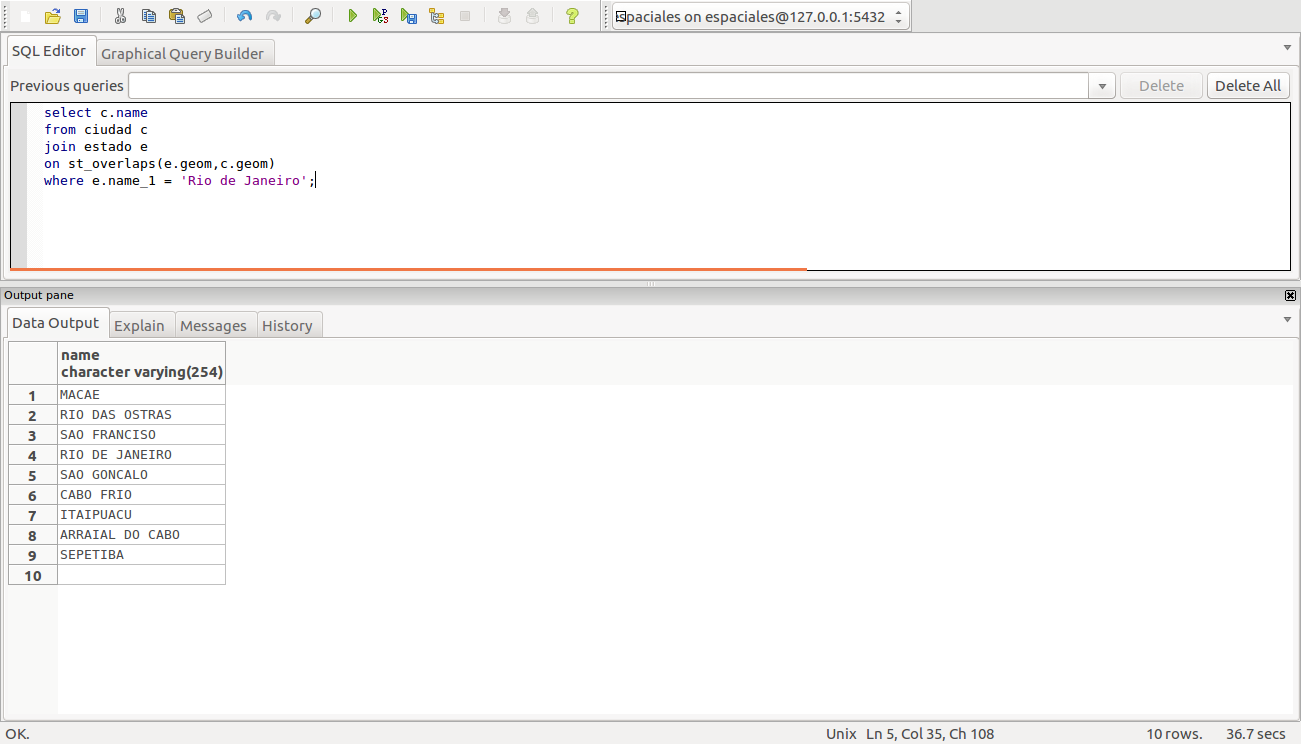 spaciales on espaciales@127.0.0.1:5432
SQL Editor
Graphical Query Builder
Previous queries
Delete
Delete All
select c.name
from ciudad c
join estado e
on st_overlaps(e.geom,c.geom)
where e.name_1 = 'Rio de Janeiro';
Output pane
Data Output
Explain
Messages
History
name
character varying(254)
1 MACAE
2 RIO DAS OSTRAS
3 SAO FRANCISO
4 RIO DE JANEIRO
5 SAO GONCALO
6 CABO FRIO
7 ITAIPUACU
8 ARRAIAL DO CABO
9 SEPETIBA
10
OK.
Unix
Ln 5, Col 35, Ch 108
10 rows.
36.7 secs